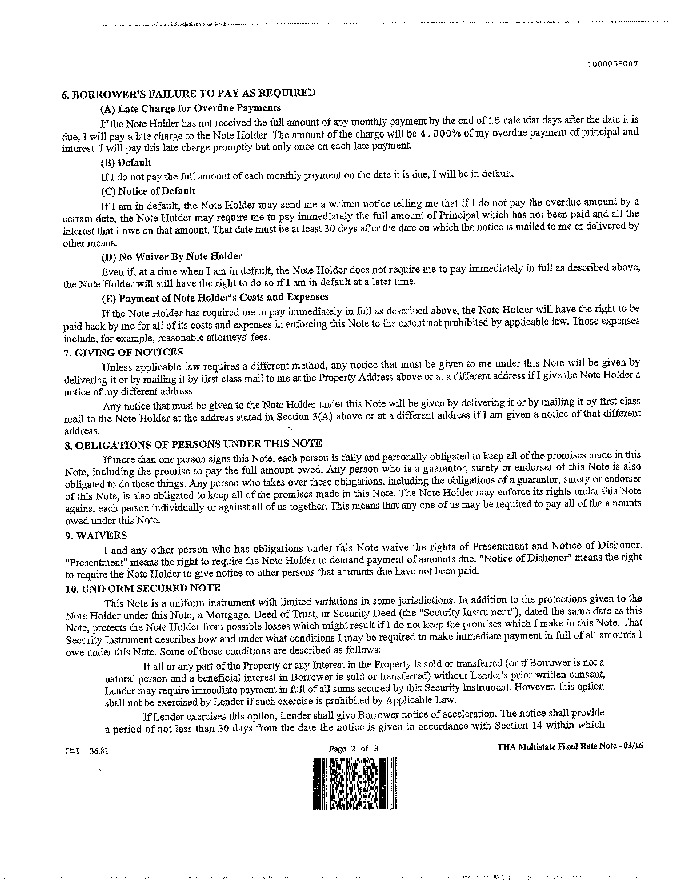 6. BORROWER'S FAILURE TO PAY AS REQUIRED
(A) Late Charge for Overdue Payments
If the Note Holder has not received the full amount of any monthly payment by the end of 15 calendar days after the date it is
due, I will pay a late charge to the Note Holder. The amount of the charge will be 4.000% of my overdue payment of principal and
interest. I will pay this late charge promptly but only once on each late payment.
(B) Default
If I do not pay the full amount of each monthly payment on the date it is due, I will be in default.
(C) Notice of Default
If I am in default, the Note Holder may send me a written notice telling me that if I do not pay the overdue amount by a
certain date, the Note Holder may require me to pay immediately the full amount of Principal which has not been paid and all the
interest that I owe on that amount. That date must be at least 30 days after the date on which the notice is mailed to me or delivered by
other means.
(D) No Waiver By Note Holder
Even if, at a time when I am in default, the Note Holder does not require me to pay immediately in full as described above,
the Note Holder will still have the right to do so if I am in default at a later time.
(E) Payment of Note Holder's Costs and Expenses
If the Note Holder has required me to pay immediately in full as described above, the Note Holder will have the right to be
paid back by me for all of its costs and expenses in enforcing this Note to the extent not prohibited by applicable law. Those expenses
include, for example, reasonable attorneys' fees.
7. GIVING OF NOTICES
Unless applicable law requires a different method, any notice that must be given to me under this Note will be given by
delivering it or by mailing it by first class mail to me at the Property Address above or at a different address if I give the Note Holder a
notice of my different address.
Any notice that must be given to the Note Holder under this Note will be given by delivering it or by mailing it by first class
mail to the Note Holder at the address stated in Section 3(A) above or at a different address if I am given a notice of that different
address.
8. OBLIGATIONS OF PERSONS UNDER THIS NOTE
If more than one person signs this Note, each person is fully and personally obligated to keep all of the promises made in this
Note, including the promise to pay the full amount owed. Any person who is a guarantor, surety or endorser of this Note is also
obligated to do these things. Any person who takes over these obligations, including the obligations of a guarantor, surety or endorser
of this Note, is also obligated to keep all of the promises made in this Note. The Note Holder may enforce its rights under this Note
against each person individually or against all of us together. This means that any one of us may be required to pay all of the amounts
owed under this Note.
9. WAIVERS
I and any other person who has obligations under this Note waive the rights of Presentment and Notice of Dishonor.
"Presentment" means the right to require the Note Holder to demand payment of amounts due. "Notice of Dishonor" means the right
to require the Note Holder to give notice to other persons that amounts due have not been paid.
10. UNIFORM SECURED NOTE
This Note is a uniform instrument with limited variations in some jurisdictions. In addition to the protections given to the
Note Holder under this Note, a Mortgage, Deed of Trust, or Security Deed (the "Security Instrument"), dated the same date as this
Note, protects the Note Holder from possible losses which might result if I do not keep the promises which I make in this Note. That
Security Instrument describes how and under what conditions I may be required to make immediate payment in full of all amounts I
owe under this Note. Some of those conditions are described as follows:
If all or any part of the Property or any Interest in the Property is sold or transferred (or if Borrower is not a
natural person and a beneficial interest in Borrower is sold or transferred) without Lender's prior written consent,
Lender may require immediate payment in full of all sums secured by this Security Instrument. However, this option
shall not be exercised by Lender if such exercise is prohibited by Applicable Law.
If Lender exercises this option, Lender shall give Borrower notice of acceleration. The notice shall provide
a period of not less than 30 days from the date the notice is given in accordance with Section 14 within which
Page 2 of 3
FHA Multistate Fixed Rate Note - 03/16